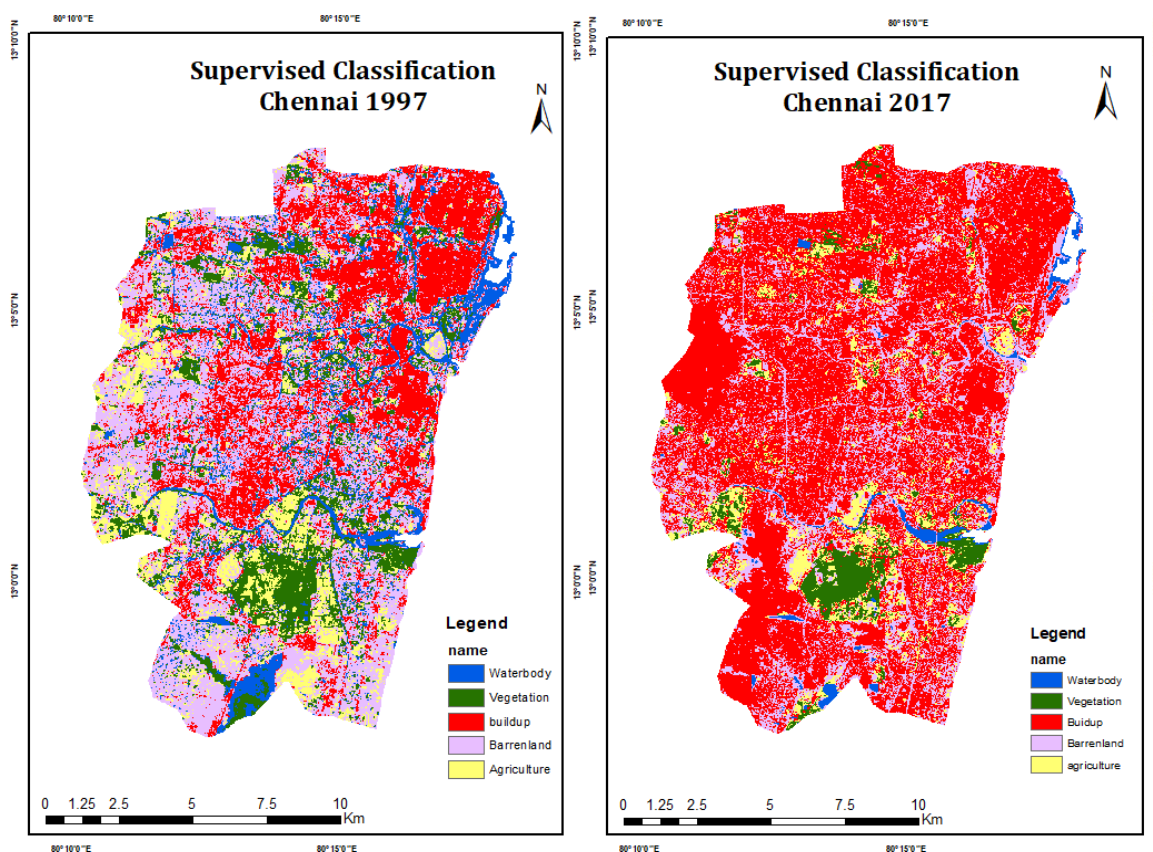 80° 10'0 "E
80° 15'0 "E
13°10'0"N
13° 5'0"N
13° 0'0"N
Supervised Classification
Chennai 1997
N
Legend
name
Waterbody
Vegetation
buildup
Barrenland
Agriculture
0 1.25 2.5 5 7.5 10
Km
80° 10'0 "E
80° 15'0 "E
80° 10'0 "E
80° 15'0 "E
13°10'0"N
13° 5'0"N
13° 0'0"N
Supervised Classification
Chennai 2017
N
Legend
name
Waterbody
Vegetation
Buidup
Barrenland
agriculture
0 1.25 2.5 5 7.5 10
Km
80° 10'0 "E
80° 15'0 "E